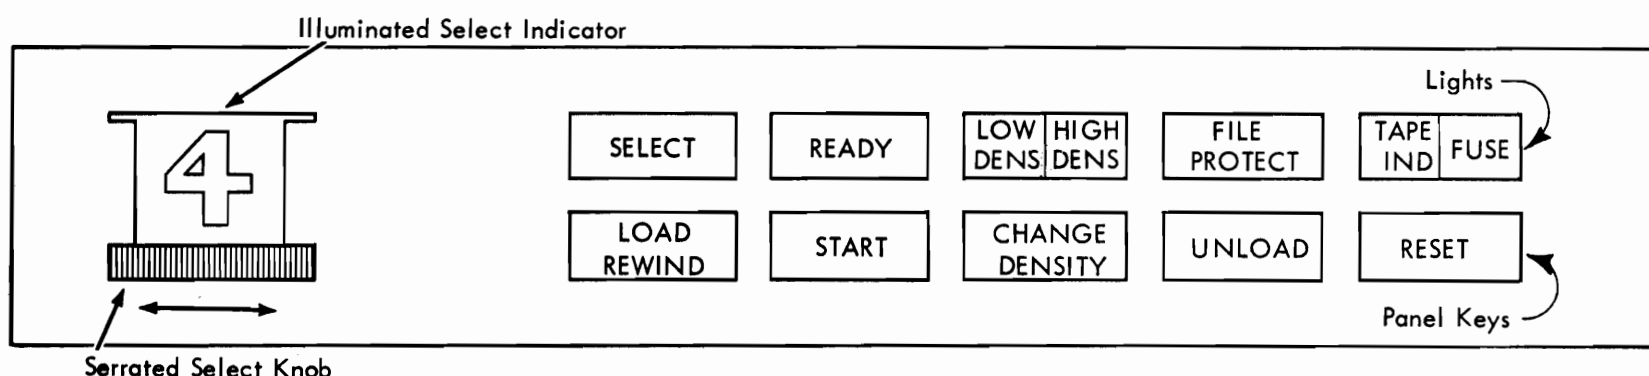 Illuminated Select Indicator
Lights
4
SELECT
READY
LOW
DENS
HIGH
DENS
FILE
PROTECT
TAPE
IND
FUSE
LOAD
REWIND
START
CHANGE
DENSITY
UNLOAD
RESET
Panel Keys
Serrated Select Knob